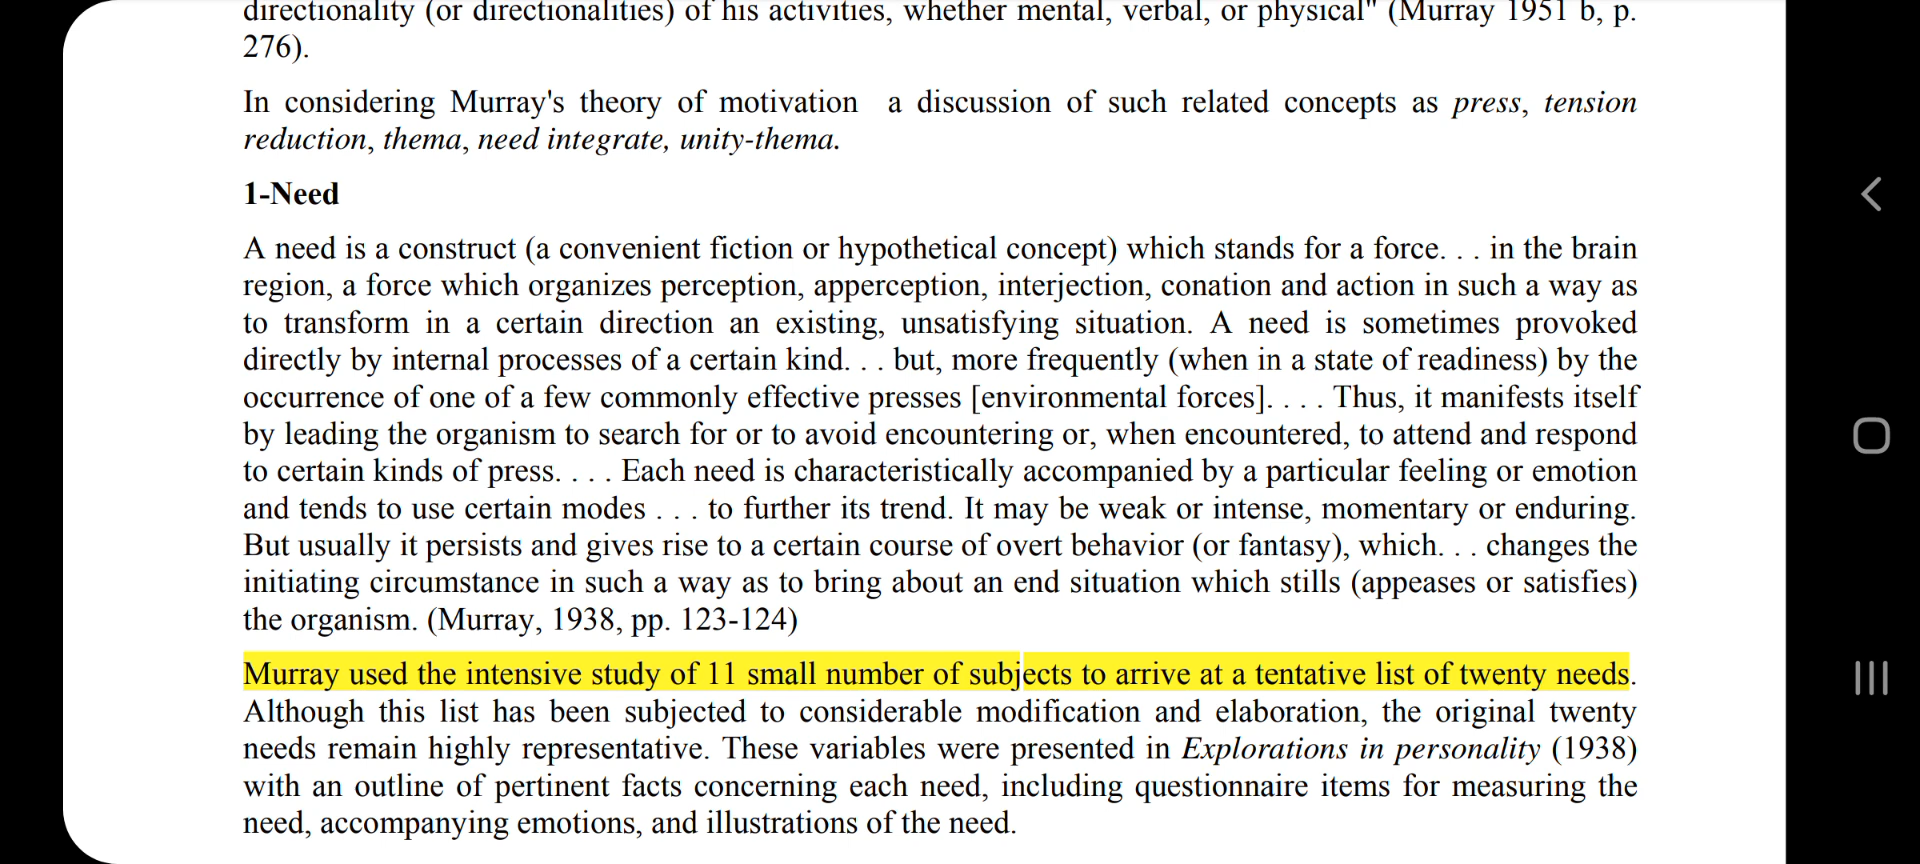 directionality (or directionalities) of his activities, whether mental, verbal, or physical" (Murray 1951 b, p.
276).
In considering Murray's theory of motivation a discussion of such related concepts as press, tension
reduction, thema, need integrate, unity-thema.
1-Need
A need is a construct (a convenient fiction or hypothetical concept) which stands for a force. . . in the brain
region, a force which organizes perception, apperception, interjection, conation and action in such a way as
to transform in a certain direction an existing, unsatisfying situation. A need is sometimes provoked
directly by internal processes of a certain kind. . . but, more frequently (when in a state of readiness) by the
occurrence of one of a few commonly effective presses [environmental forces]. . . . Thus, it manifests itself
by leading the organism to search for or to avoid encountering or, when encountered, to attend and respond
to certain kinds of press. . . . Each need is characteristically accompanied by a particular feeling or emotion
and tends to use certain modes . . . to further its trend. It may be weak or intense, momentary or enduring.
But usually it persists and gives rise to a certain course of overt behavior (or fantasy), which. . . changes the
initiating circumstance in such a way as to bring about an end situation which stills (appeases or satisfies)
the organism. (Murray, 1938, pp. 123-124)
Murray used the intensive study of 11 small number of subjects to arrive at a tentative list of twenty needs.
Although this list has been subjected to considerable modification and elaboration, the original twenty
needs remain highly representative. These variables were presented in Explorations in personality (1938)
with an outline of pertinent facts concerning each need, including questionnaire items for measuring the
need, accompanying emotions, and illustrations of the need.